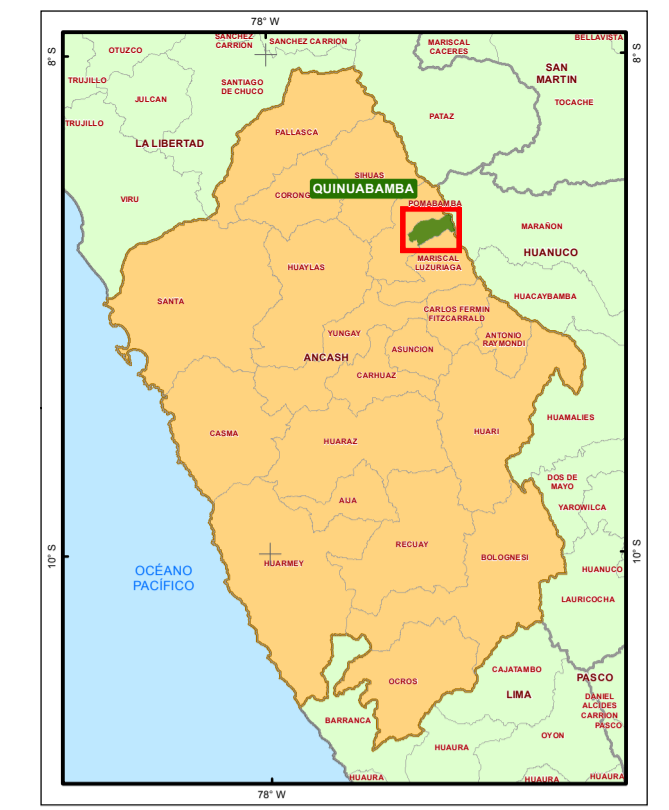 78° W
SANCHEZ
CARRIÓN
SANCHEZ CARRION
MARISCAL
CACERES
BELLAVISTA
OTUZCO
8° S
8° S
SAN
MARTIN
TRUJILLO
SANTIAGO
DE CHUCO
JULCAN
TOCACHE
PATAZ
TRUJILLO
PALLASCA
LA LIBERTAD
SIHUAS
QUINUABAMBA
CORONG
VIRU
POMABAMBA
MARAÑON
HUANUCO
MARISCAL
LUZURIAGA
HUAYLAS
HUACAYBAMBA
SANTA
CARLOS FERMIN
FITZCARRALD
YUNGAY
ANTONIO
RAYMONDI
ASUNCION
ANCASH
CARHUAZ
HUAMALIES
CASMA
HUARI
HUARAZ
DOS DE
MAYO
AIJA
YAROWILCA
RECUAY
10° S
10° S
BOLOGNESI
HUARMEY
HUANUCO
OCÉANO
PACÍFICO
LAURICOCHA
CAJATAMBO
PASCO
OCROS
LIMA
DANIEL
ALCIDES
CARRION
PASCO
BARRANCA
OYON
HUAURA
HUAURA
HUAURA
HUAURA
78° W